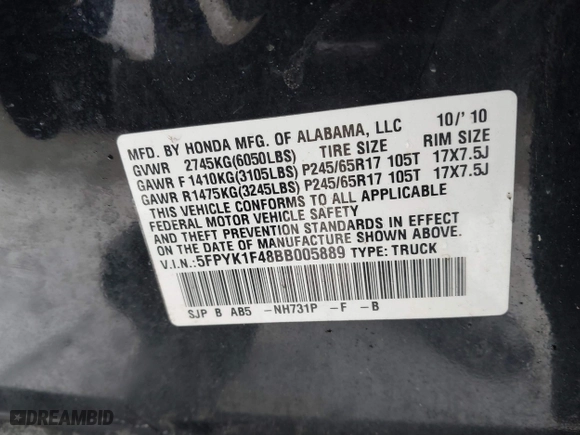 MFD. BY HONDA MFG. OF ALABAMA, LLC 10/'10
GVWR 2745KG(6050LBS) TIRE SIZE RIM SIZE
GAWR F1410KG(3105LBS) P245/65R17 105T 17X7.5J
GAWR R1475KG(3245LBS) P245/65R17 105T 17X7.5J
THIS VEHICLE CONFORMS TO ALL APPLICABLE
FEDERAL MOTOR VEHICLE SAFETY
AND THEFT PREVENTION STANDARDS IN EFFECT
ON THE DATE OF MANUFACTURE SHOWN ABOVE.
V.I.N.:5FPYK1F48BB005889 TYPE: TRUCK
SJP B AB5 -NH731P -F -B
DREAMBID